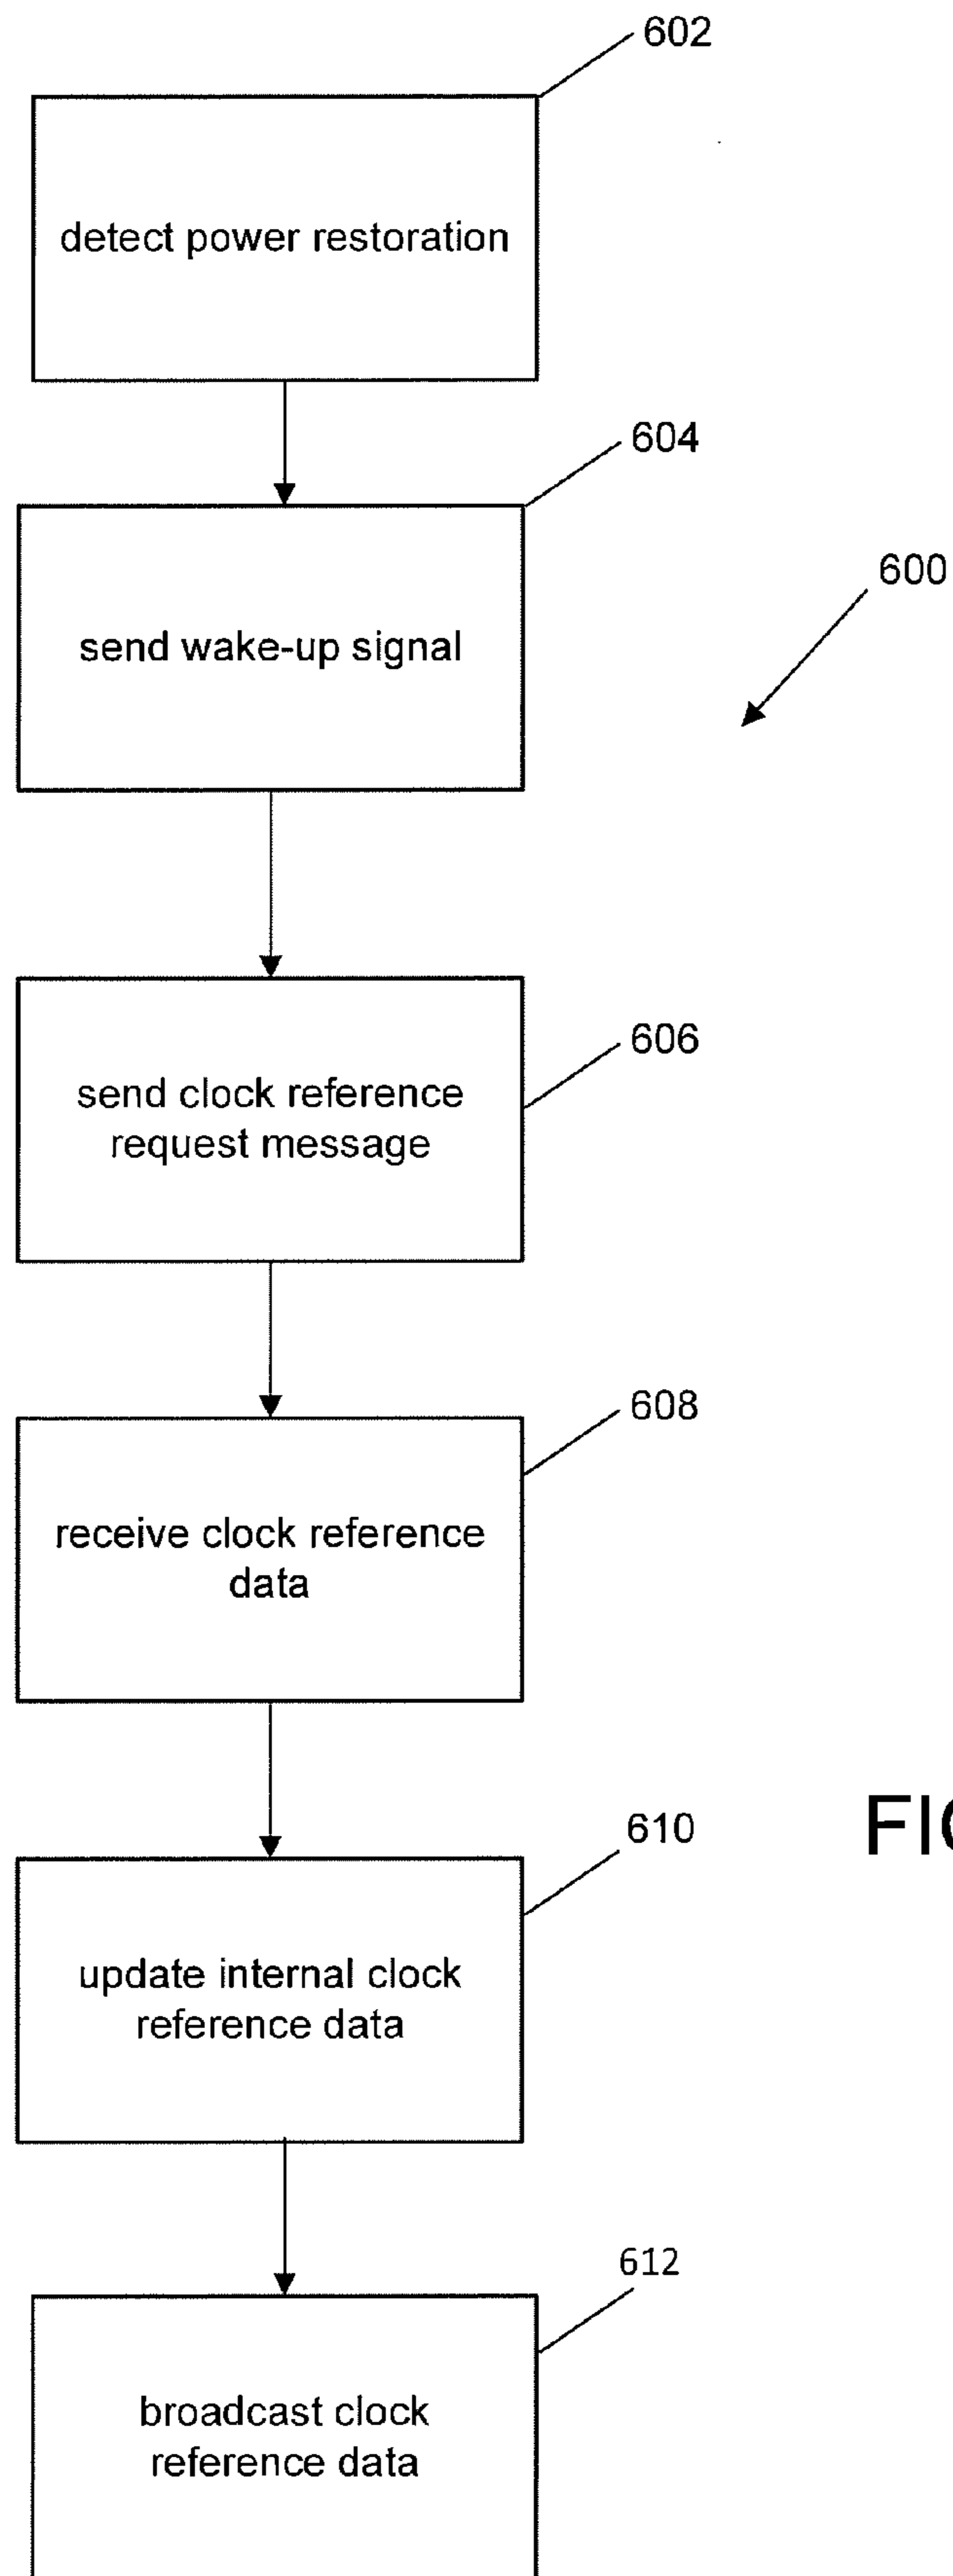 602
detect power restoration
604
600
send wake-up signal
606
send clock reference
request message
608
receive clock reference
data
610
FIG
update internal clock
reference data
612
broadcast clock
reference data